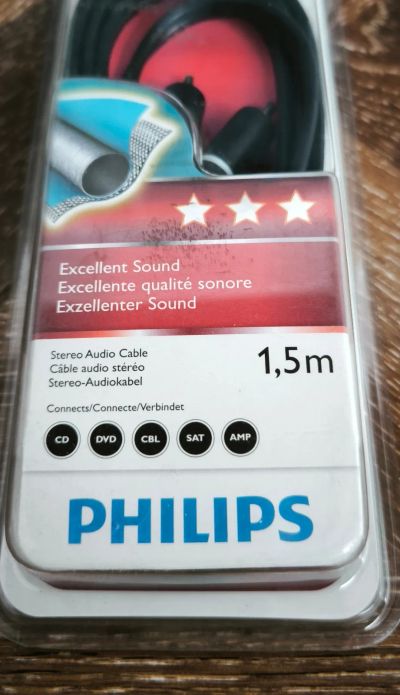 Excellent Sound
Excellente qualité sonore
Exzellenter Sound
Stereo Audio Cable
Câble audio stéréo
Stereo-Audiokabel
1,5m
Connects/Connecte/Verbindet
CD DVD CBL SAT AMP
PHILIPS